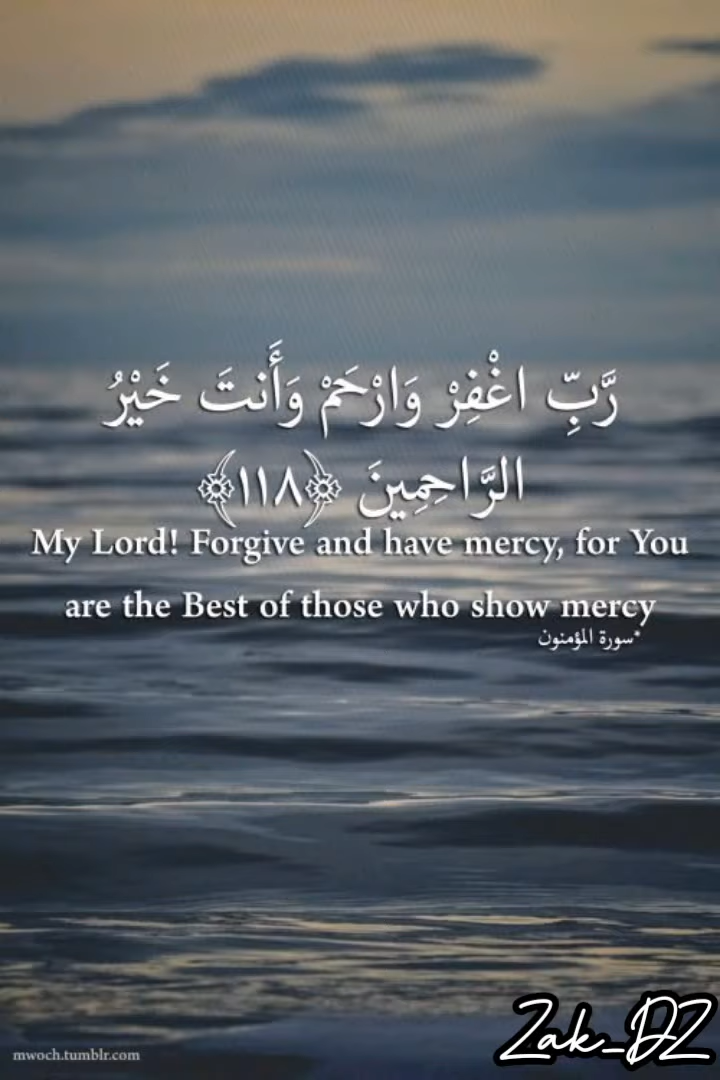 رَّبِّ اغْفِرْ وَارْحَمْ وَأَنتَ خَيْرُ
الرَّاحِمِينَ ﴿١١٨﴾
My Lord! Forgive and have mercy, for You
are the Best of those who show mercy
*سورة المؤمنون
mwoch.tumblr.com
Zak_DZ